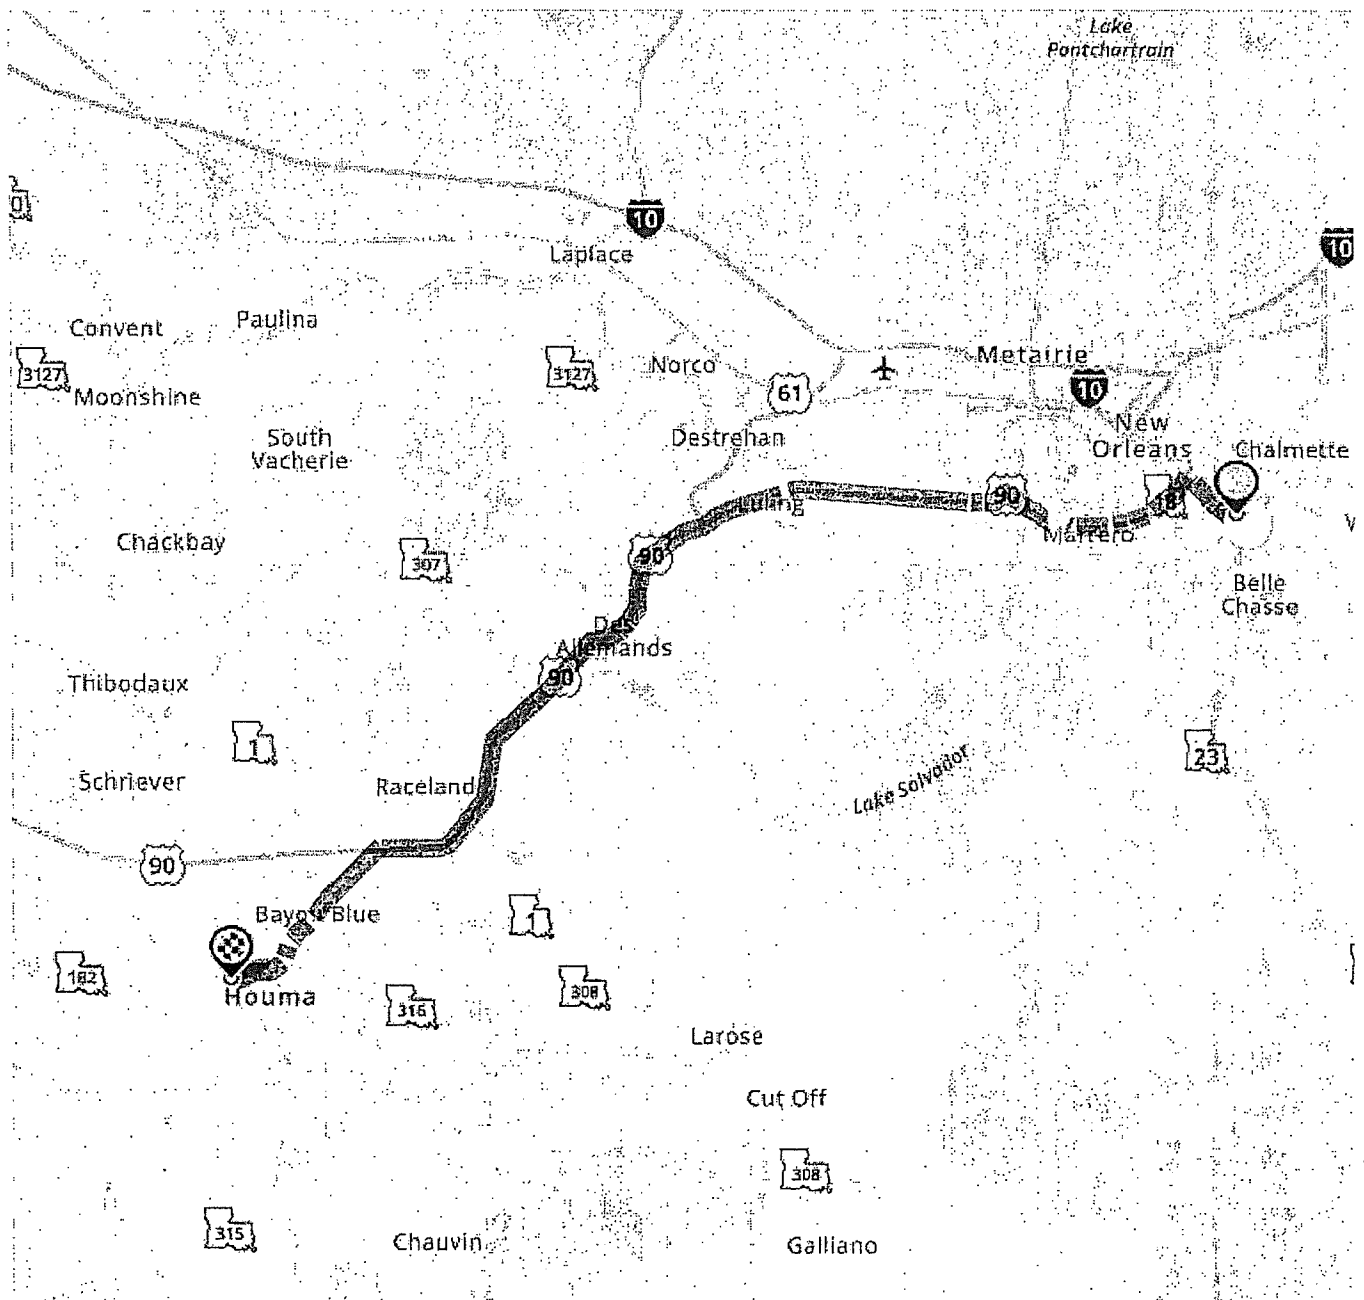 Lake
Pontchartrain
10
10
Laplace
Convent
Paulina
3127
3127
Norco
Metairie
10
61
Moonshine
South
Vacherie
Destrehan
New
Orleans
Chalmette
90
8
Luling
Marrero
Chackbay
307
90
Belle
Chasse
Des
Allemands
90
Thibodaux
1
23
Schriever
Raceland
Lake Salvador
90
Bayou Blue
1
182
Houma
316
308
Larose
Cut Off
308
315
Chauvin
Galliano